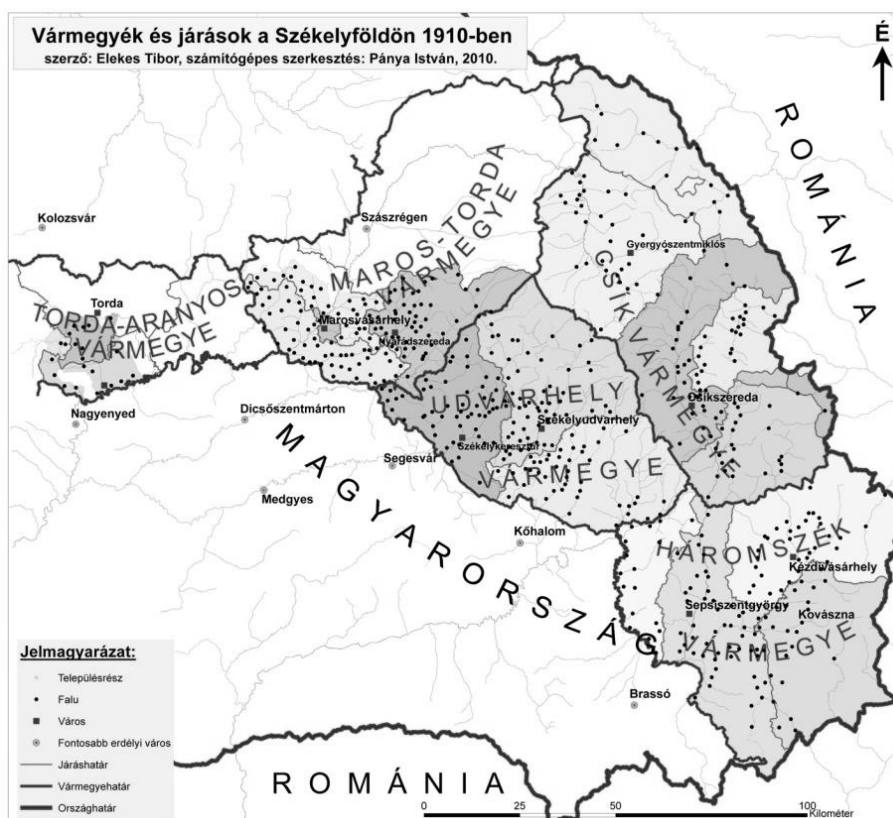 Vármegyék és járások a Székelyföldön 1910-ben
szerző: Elekes Tibor, számítógépes szerkesztés: Pánya István, 2010.
É
ROMÁNIA
MAROS-TORDA
VÁRMEGYE
Kolozsvár
Szászrégen
Gyergyószentmiklós
CSIK VÁRMEGYE
TORDA-ARANYOS
VÁRMEGYE
Torda
Marosvásárhely
Nyárádszereda
UDVARHELY
VÁRMEGYE
Csíkszereda
Székelyudvarhely
Székelykeresztúr
Nagyenyed
Dicsőszentmárton
Segesvár
Medgyes
MAGYARORSZÁG
Kőhalom
HÁROMSZÉK
VÁRMEGYE
Kézdivásárhely
Sepsiszentgyörgy
Kovászna
Brassó
Jelmagyarázat:
Településrész
Falu
Város
Fontosabb erdélyi város
Járáshatár
Vármegyehatár
Országhatár
ROMÁNIA
0 25 50 100
Kilométer